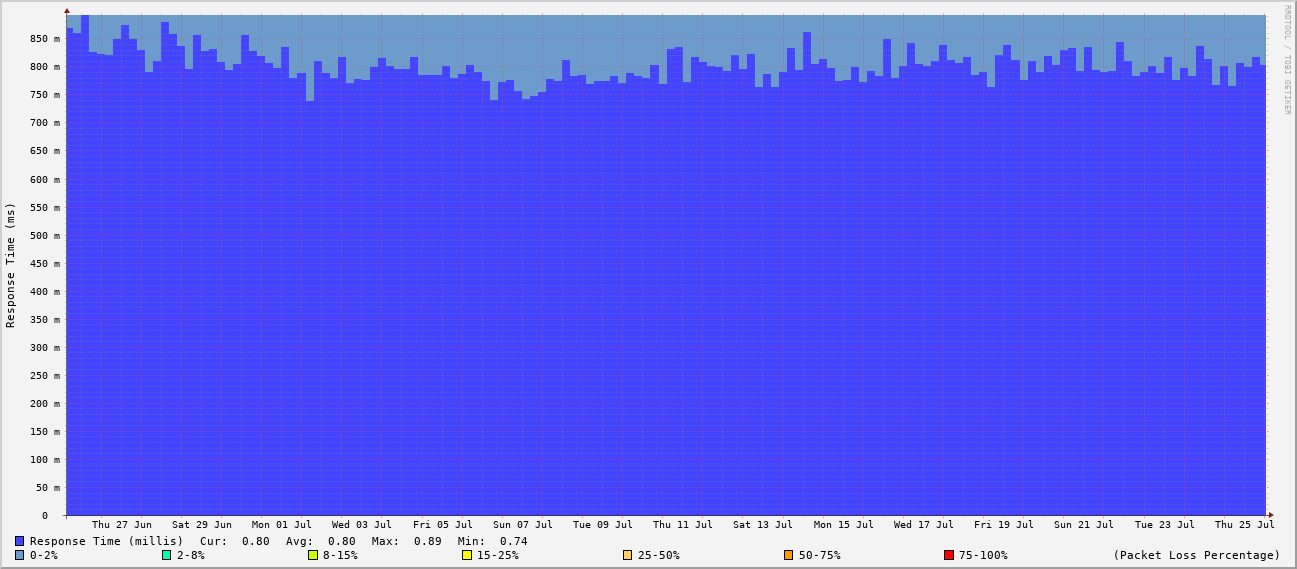 RRDTOOL / TOBI OETIKER
Response Time (ms)
850 m
800 m
750 m
700 m
650 m
600 m
550 m
500 m
450 m
400 m
350 m
300 m
250 m
200 m
150 m
100 m
50 m
0
Thu 27 Jun Sat 29 Jun Mon 01 Jul Wed 03 Jul Fri 05 Jul Sun 07 Jul Tue 09 Jul Thu 11 Jul Sat 13 Jul Mon 15 Jul Wed 17 Jul Fri 19 Jul Sun 21 Jul Tue 23 Jul Thu 25 Jul
Response Time (millis) Cur: 0.80 Avg: 0.80 Max: 0.89 Min: 0.74
0-2% 2-8% 8-15% 15-25% 25-50% 50-75% 75-100% (Packet Loss Percentage)